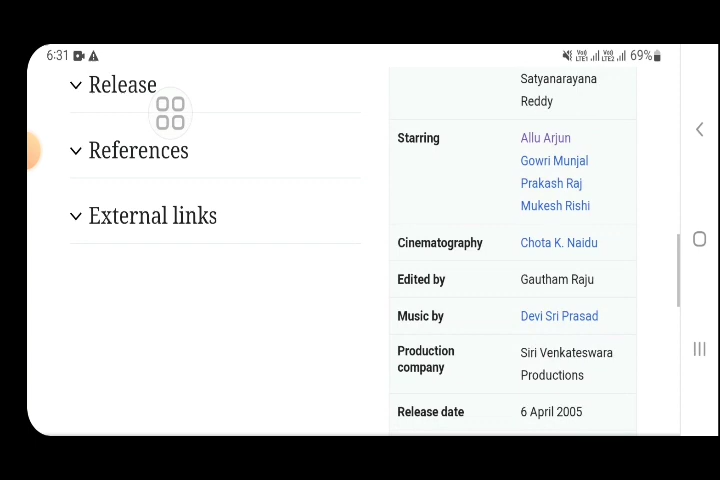 6:31
LTE1 LTE2 69%
Release
References
External links
Satyanarayana
Reddy
Starring
Allu Arjun
Gowri Munjal
Prakash Raj
Mukesh Rishi
Cinematography Chota K. Naidu
Edited by Gautham Raju
Music by Devi Sri Prasad
Production
company
Siri Venkateswara
Productions
Release date 6 April 2005